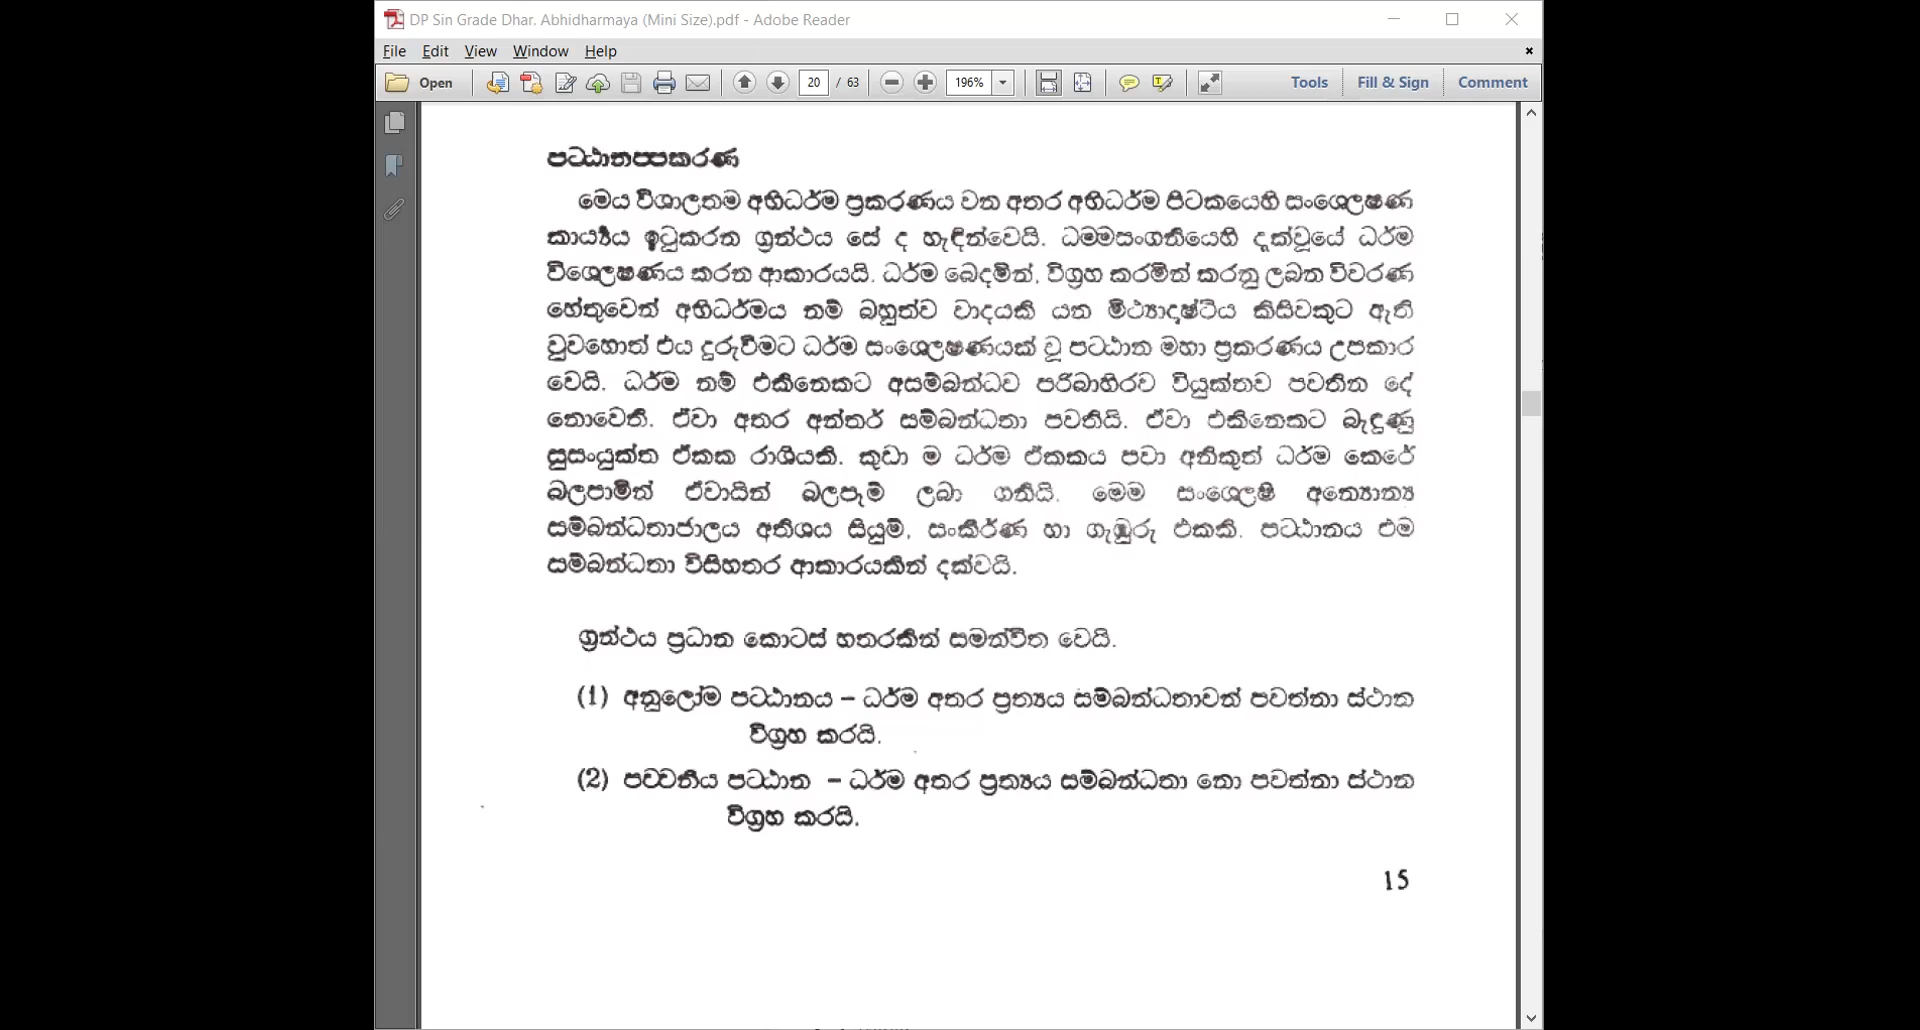 DP Sin Grade Dhar. Abhidharmaya (Mini Size).pdf - Adobe Reader
File Edit View Window Help
Open 20 / 63 196% Tools Fill & Sign Comment
පට‍්ඨානප‍්පකරණ
මෙය විශාලතම අභිධර්ම ප්‍රකරණය වන අතර අභිධර්ම පිටකයෙහි සංශ්ලේෂණ
කාර්‍ය්‍යය ඉටුකරන ග්‍රන්ථය සේ ද හැඳින්වෙයි. ධම‍්මසංගනියෙහි දැක්වූයේ ධර්ම
විශ්ලේෂණය කරන ආකාරයයි. ධර්ම බෙදමින්, විග්‍රහ කරමින් කරනු ලබන විවරණ
හේතුවෙන් අභිධර්මය නම් බහුත්ව වාදයකි යන මිථ්‍යාදෘෂ්ටිය කිසිවකුට ඇති
වුවහොත් එය දුරුවීමට ධර්ම සංශ්ලේෂණයක් වූ පට‍්ඨාන මහා ප්‍රකරණය උපකාර
වෙයි. ධර්ම නම් එකිනෙකට අසම්බන්ධව පරිබාහිරව වියුක්තව පවතින දේ
නොවෙති. ඒවා අතර අන්තර් සම්බන්ධතා පවතියි. ඒවා එකිනෙකට බැඳුණු
සුසංයුක්ත ඒකක රාශියකි. කුඩා ම ධර්ම ඒකකය පවා අනිකුත් ධර්ම කෙරේ
බලපාමින් ඒවායින් බලපෑම් ලබා ගනියි. මෙම සංශ්ලේෂී අන්‍යොන්‍ය
සම්බන්ධතාජාලය අතිශය සියුම්, සංකීර්ණ හා ගැඹුරු එකකි. පට‍්ඨානය එම
සම්බන්ධතා විසිහතර ආකාරයකින් දක්වයි.
ග්‍රන්ථය ප්‍රධාන කොටස් හතරකින් සමන්විත වෙයි.
(1) අනුලෝම පට‍්ඨානය – ධර්ම අතර ප්‍රත්‍යය සම්බන්ධතාවන් පවත්නා ස්ථාන
විග්‍රහ කරයි.
(2) පච‍්චනීය පට‍්ඨාන – ධර්ම අතර ප්‍රත්‍යය සම්බන්ධතා නො පවත්නා ස්ථාන
විග්‍රහ කරයි.
15